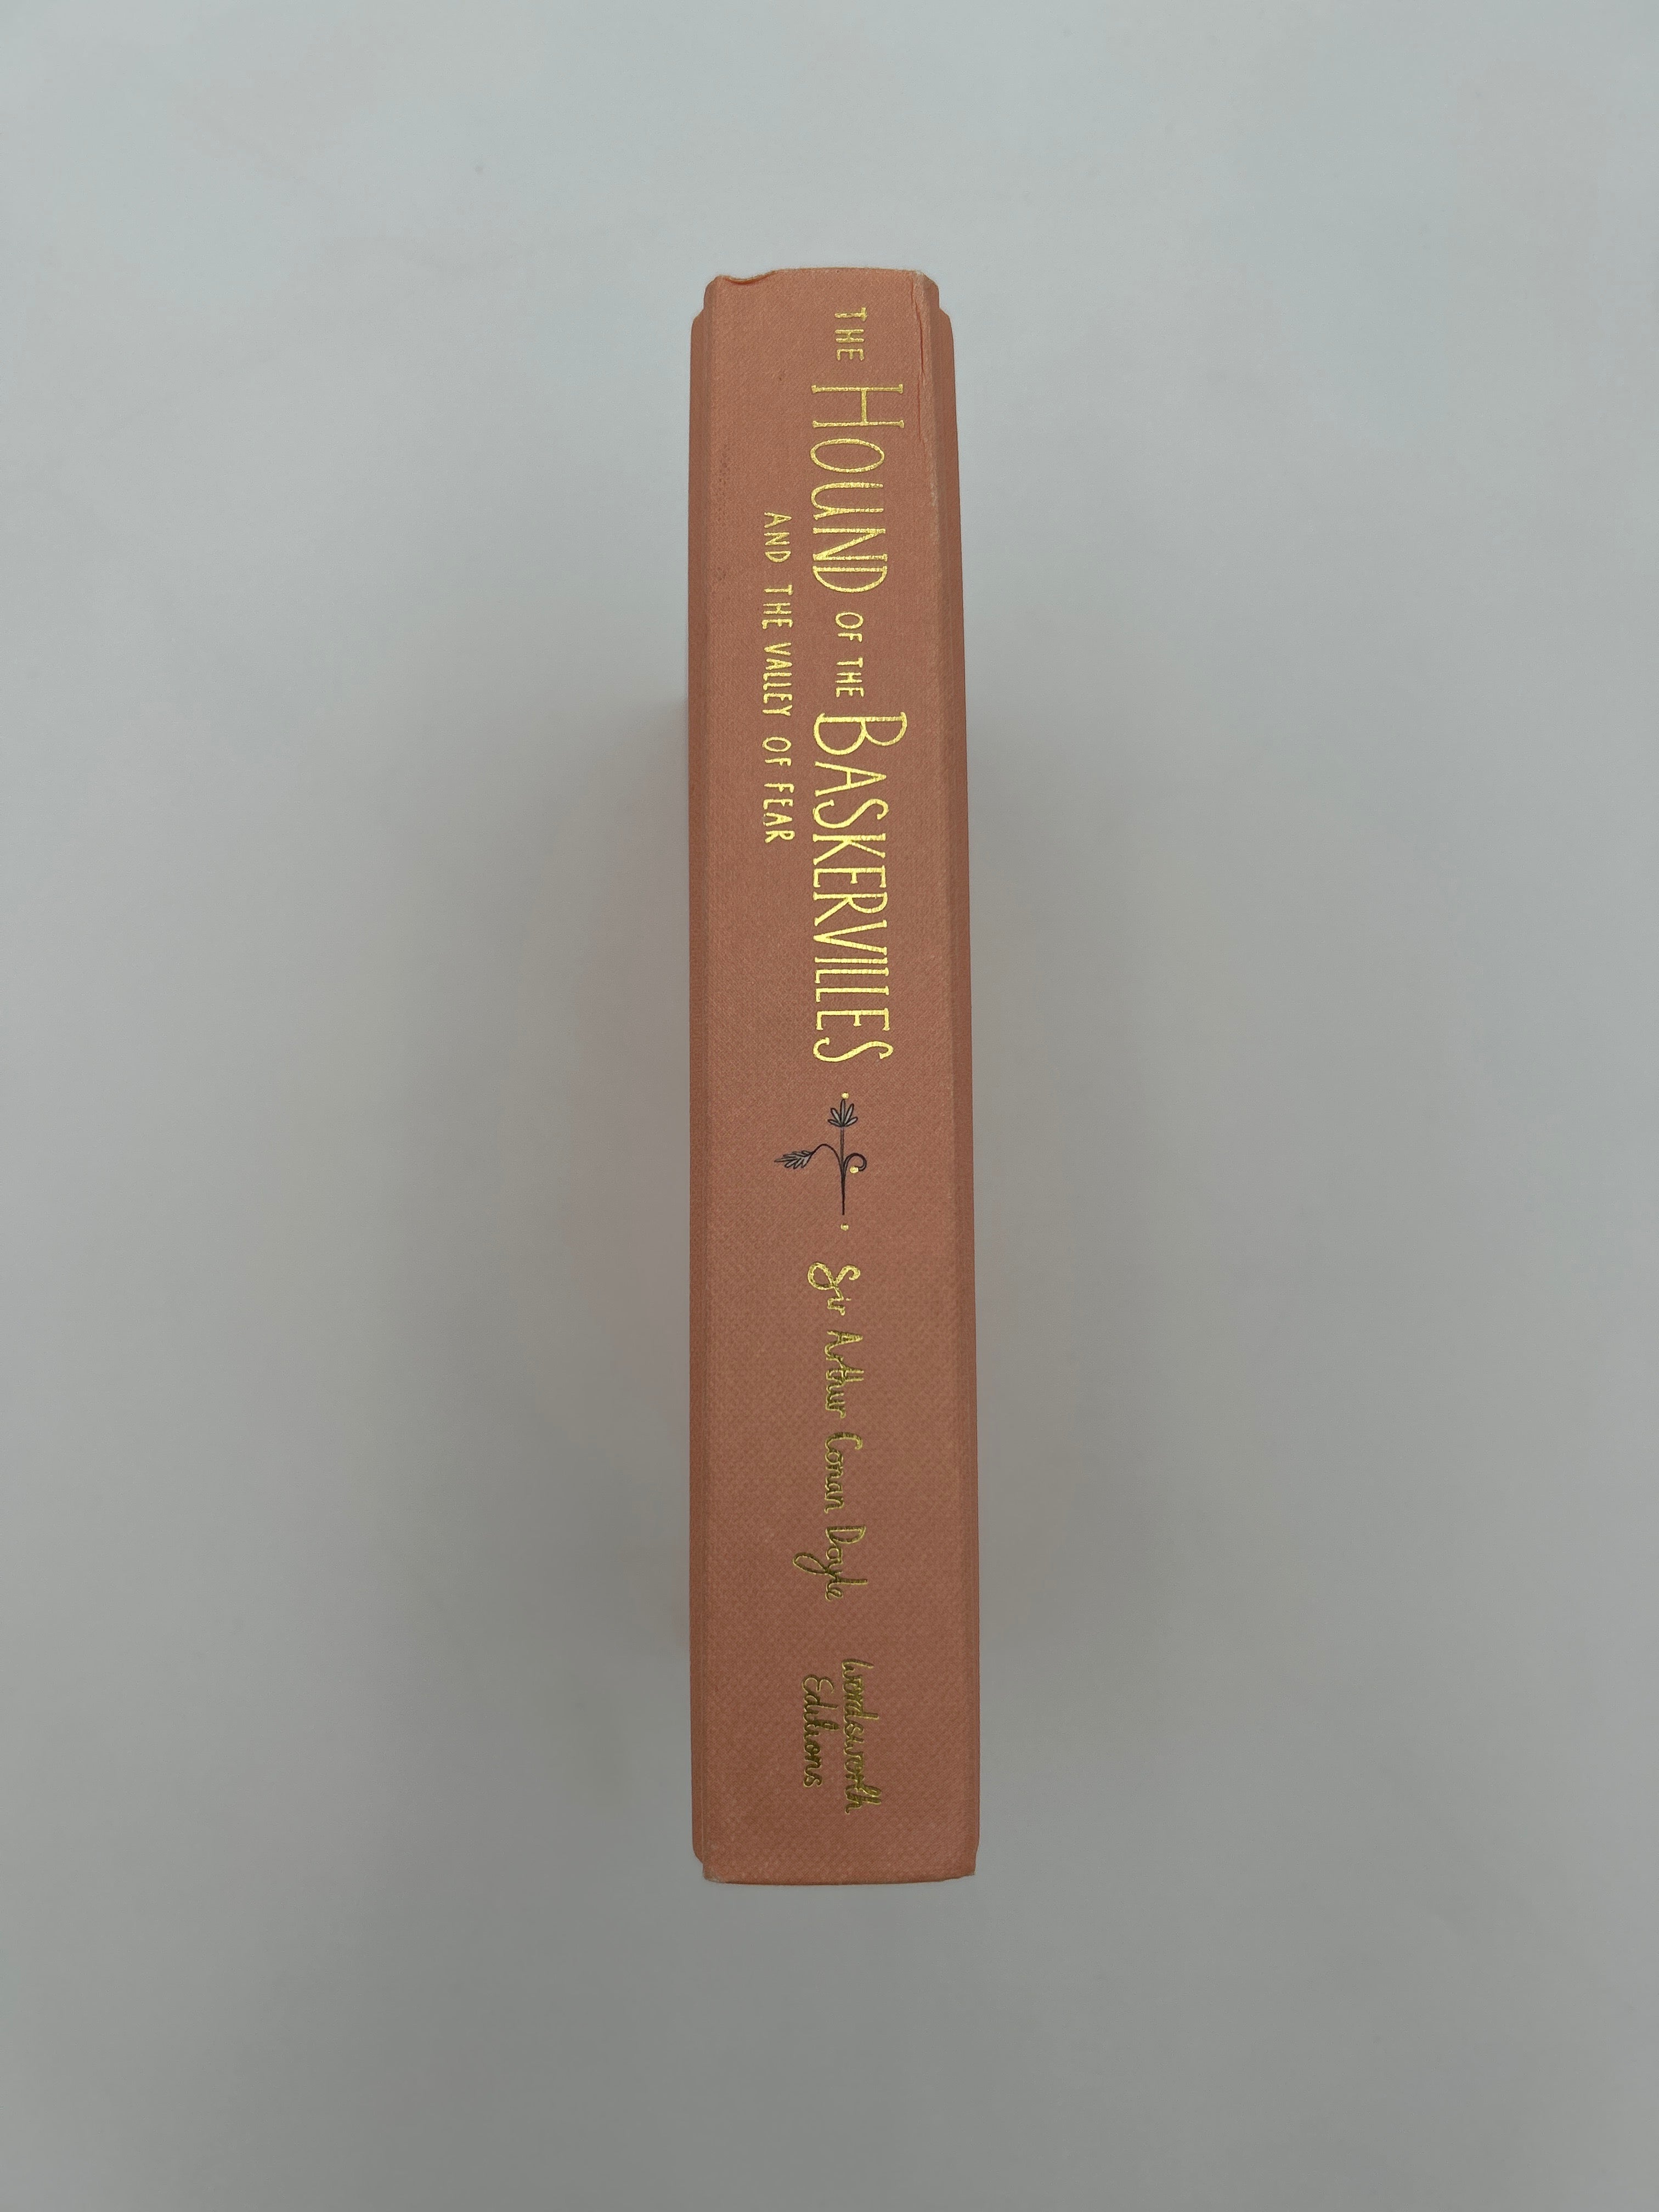 THE HOUND OF THE BASKERVILLES
AND THE VALLEY OF FEAR
Sir Arthur Conan Doyle
Wordsworth
Editions